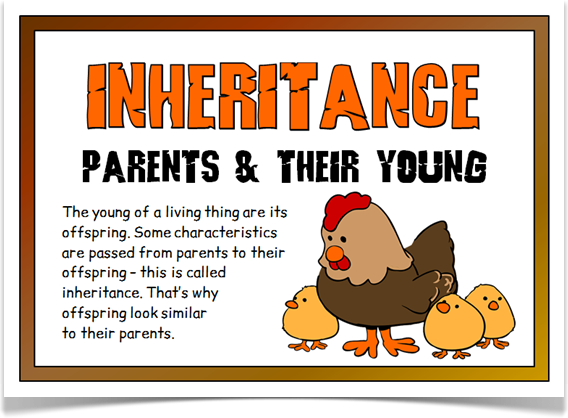 INHERITANCE
PARENTS & THEIR YOUNG
The young of a living thing are its
offspring. Some characteristics
are passed from parents to their
offspring – this is called
inheritance. That's why
offspring look similar
to their parents.